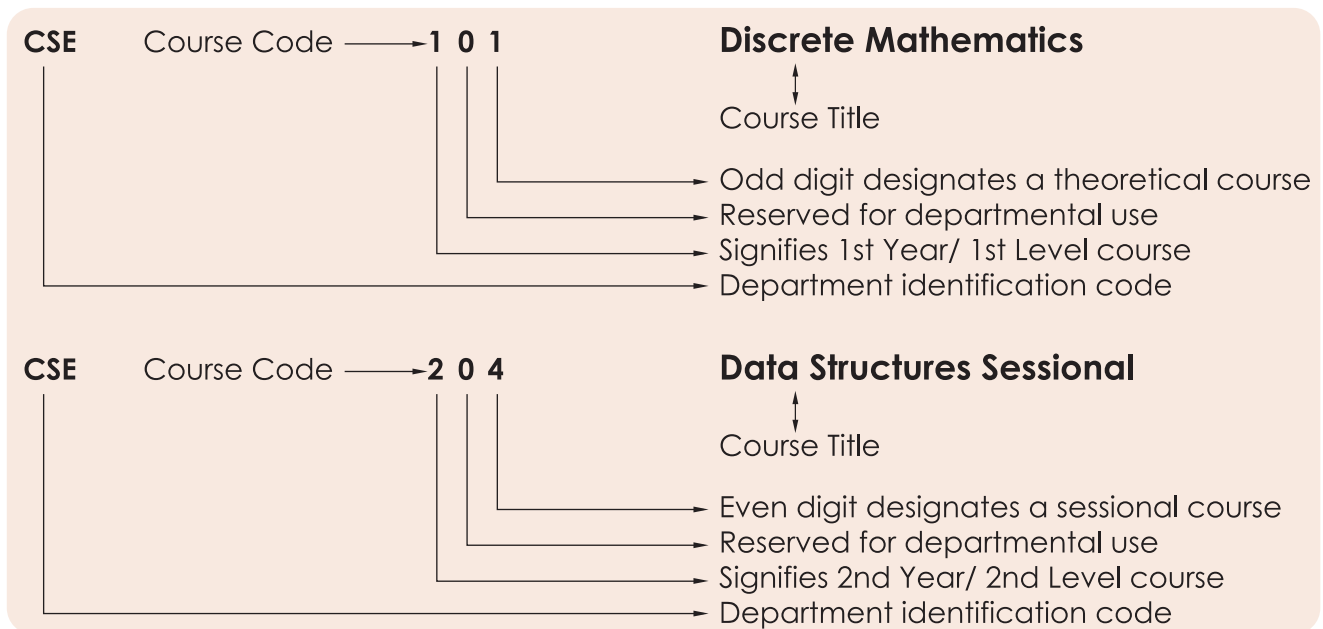 CSE Course Code 1 0 1 Discrete Mathematics
Course Title
Odd digit designates a theoretical course
Reserved for departmental use
Signifies 1st Year/ 1st Level course
Department identification code
CSE Course Code 2 0 4 Data Structures Sessional
Course Title
Even digit designates a sessional course
Reserved for departmental use
Signifies 2nd Year/ 2nd Level course
Department identification code